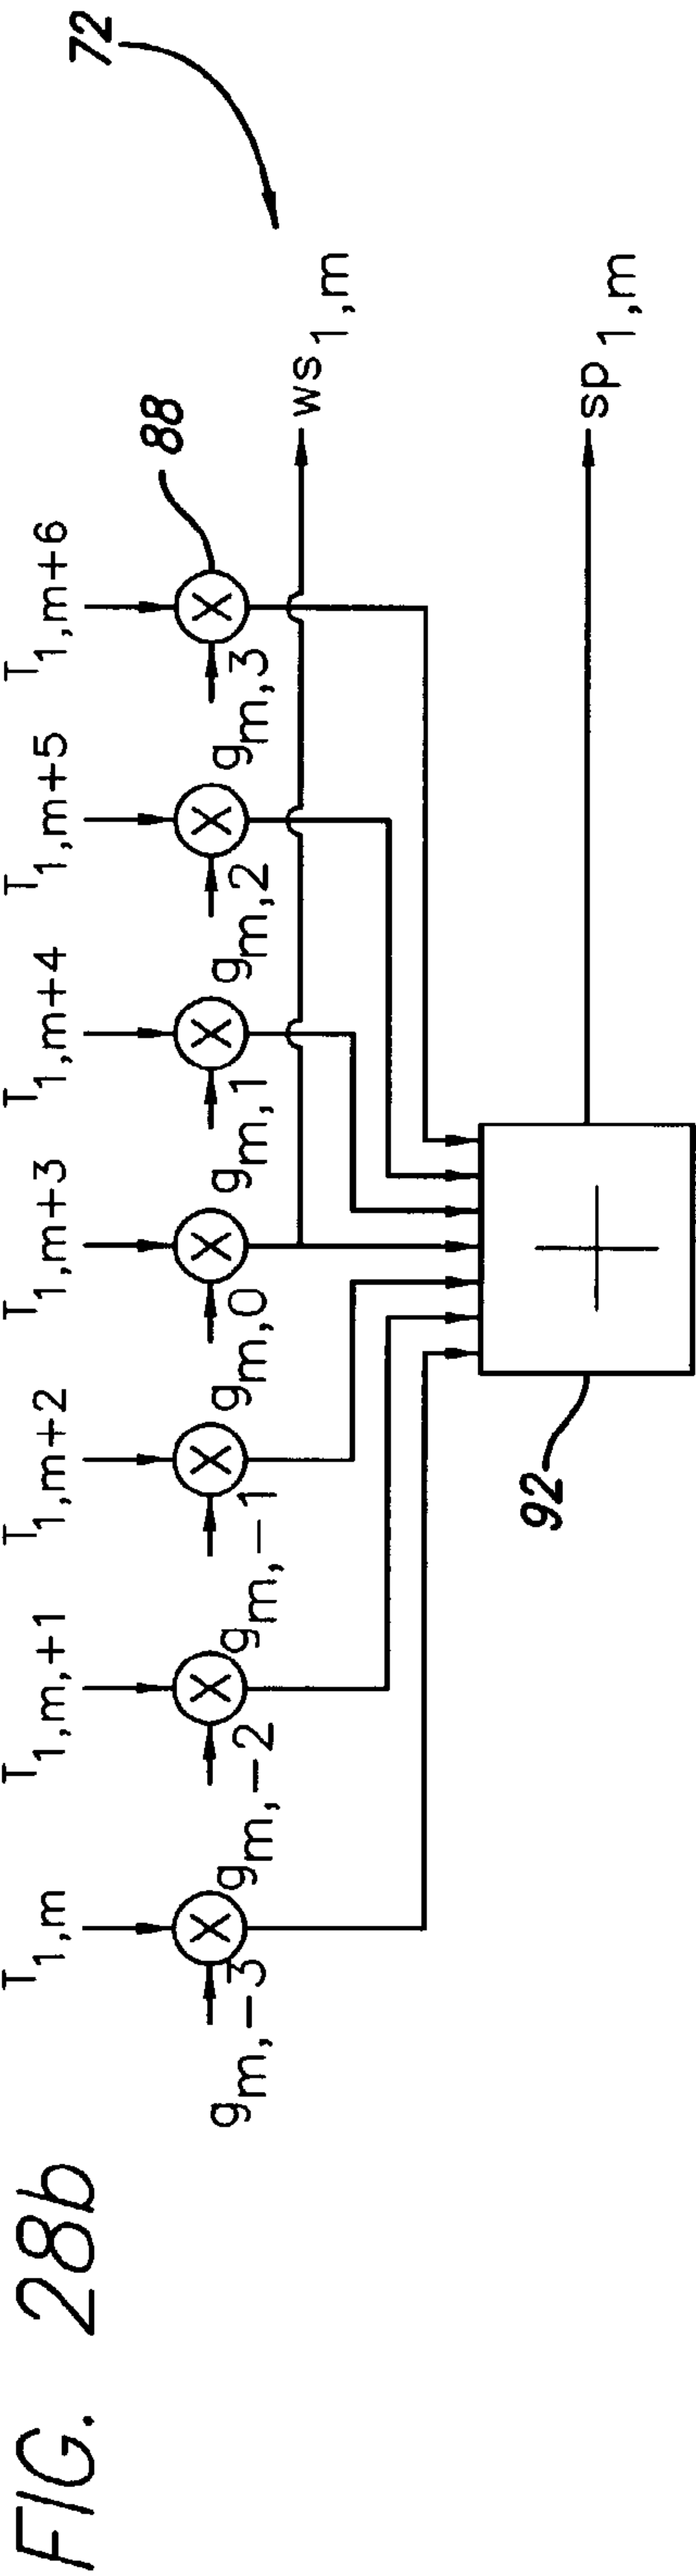 FIG. 28b
T1,m T1,m,+1 T1,m+2 T1,m+3 T1,m+4 T1,m+5 T1,m+6
88
72
gm,-3 gm,-2 gm,-1 gm,0 gm,1 gm,2 gm,3
ws1,m
92
sp1,m